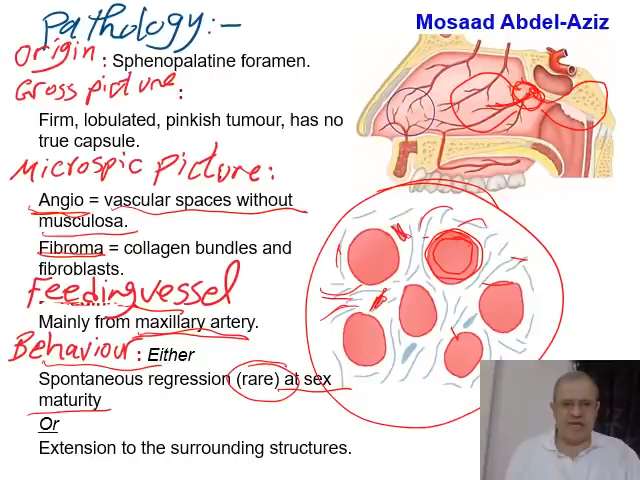 Pathology:-
Mosaad Abdel-Aziz
Origin : Sphenopalatine foramen.
Gross picture :
Firm, lobulated, pinkish tumour, has no
true capsule.
Microspic picture:
Angio = vascular spaces without
musculosa.
Fibroma = collagen bundles and
fibroblasts.
Feeding vessel
Mainly from maxillary artery.
Behaviour : Either
Spontaneous regression (rare) at sex
maturity
Or
Extension to the surrounding structures.